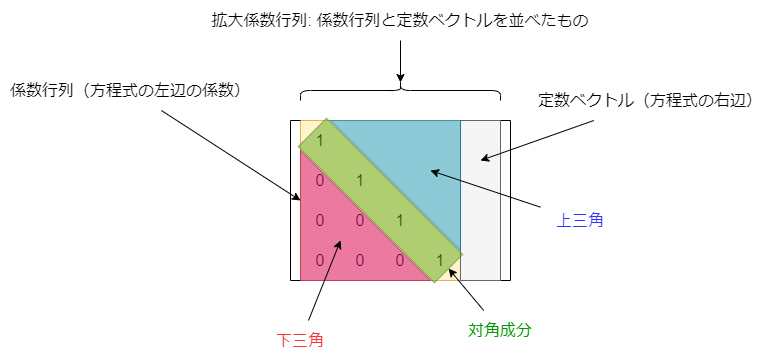 拡大係数行列: 係数行列と定数ベクトルを並べたもの
係数行列（方程式の左辺の係数）
定数ベクトル（方程式の右辺）
1
0 1
0 0 1
0 0 0 1
上三角
対角成分
下三角